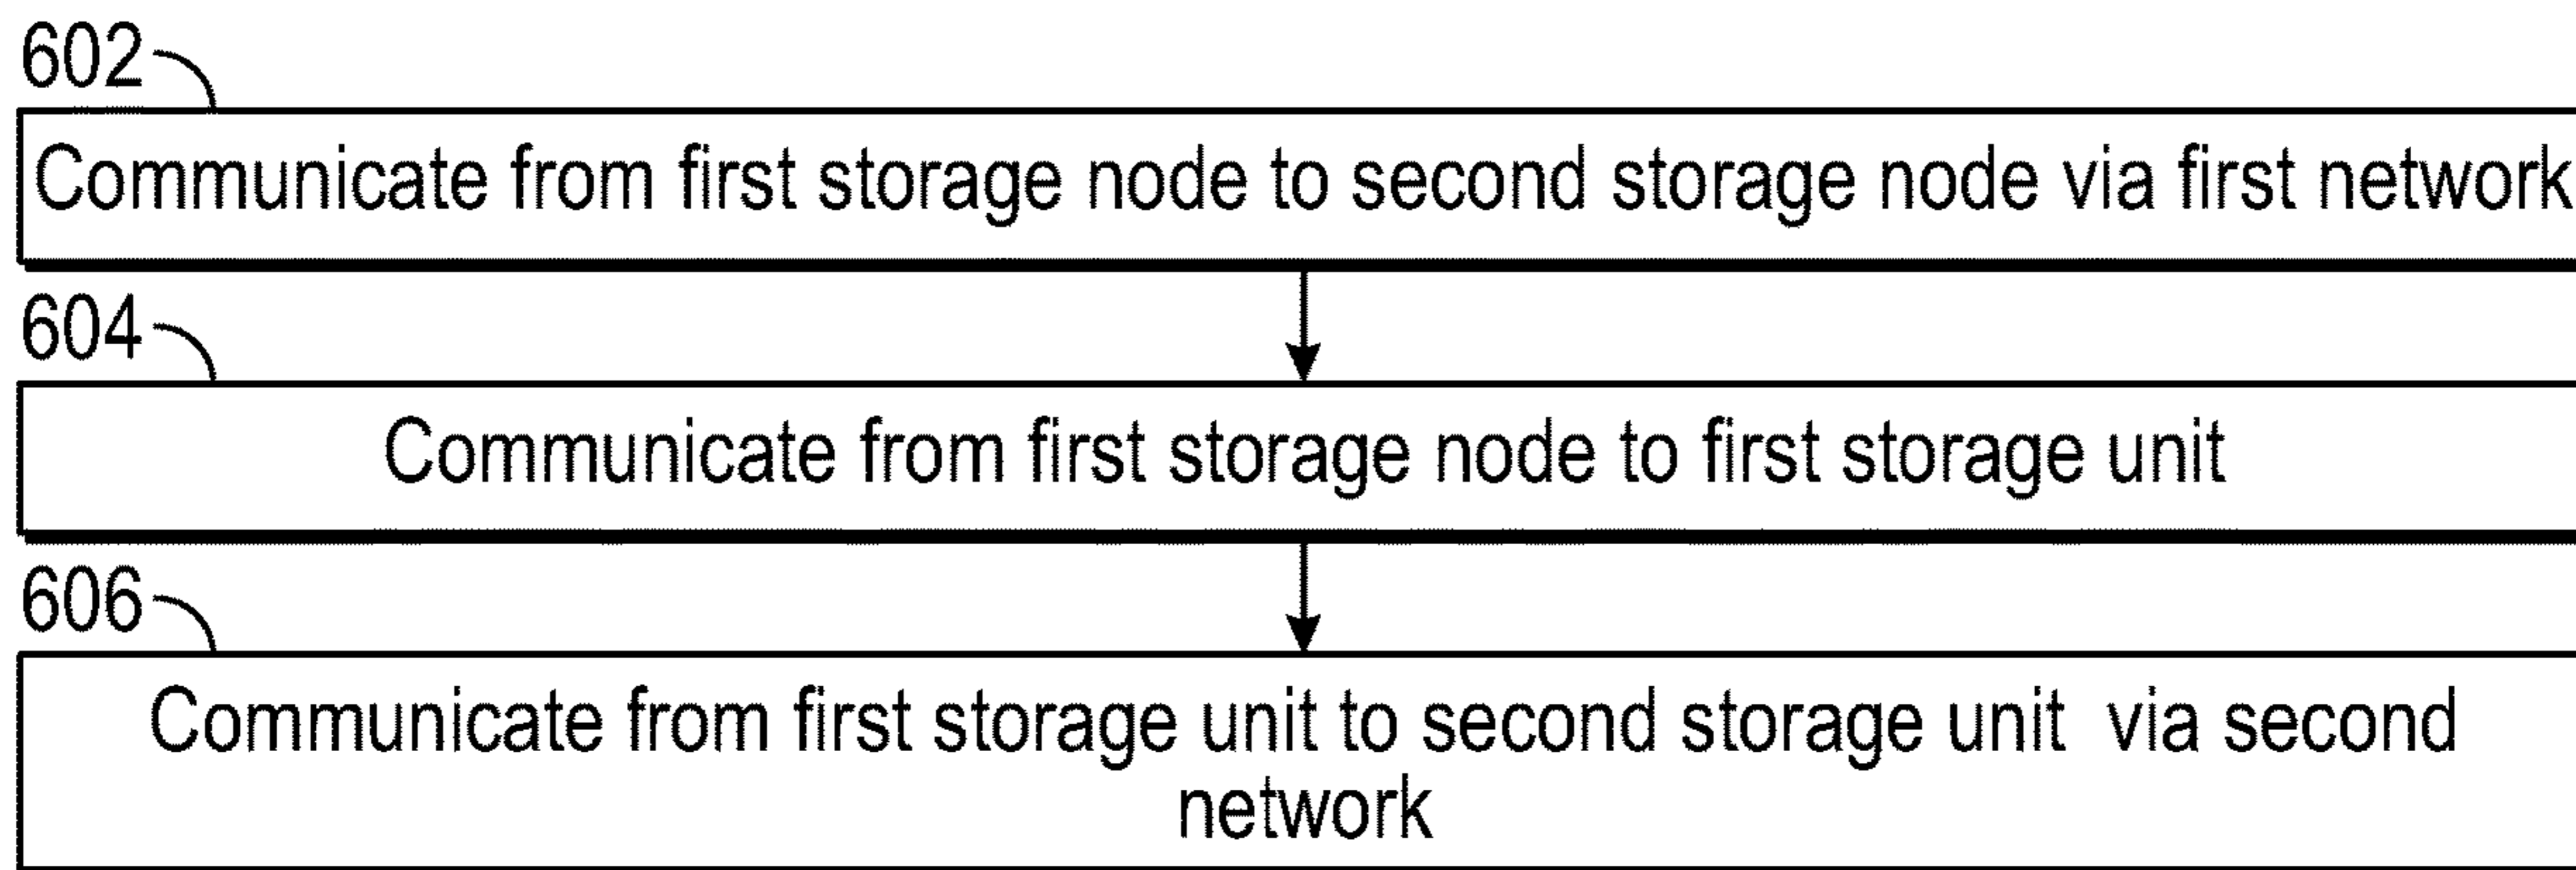 602
Communicate from first storage node to second storage node via first network
604
Communicate from first storage node to first storage unit
606
Communicate from first storage unit to second storage unit via second
network